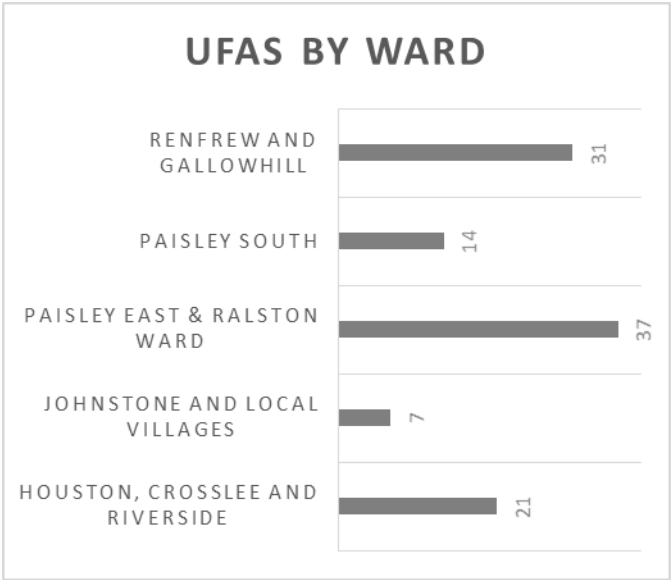 UFAS BY WARD
RENFREW AND
GALLOWHILL
31
PAISLEY SOUTH
14
PAISLEY EAST & RALSTON
WARD
37
JOHNSTONE AND LOCAL
VILLAGES
7
HOUSTON, CROSSLEE AND
RIVERSIDE
21